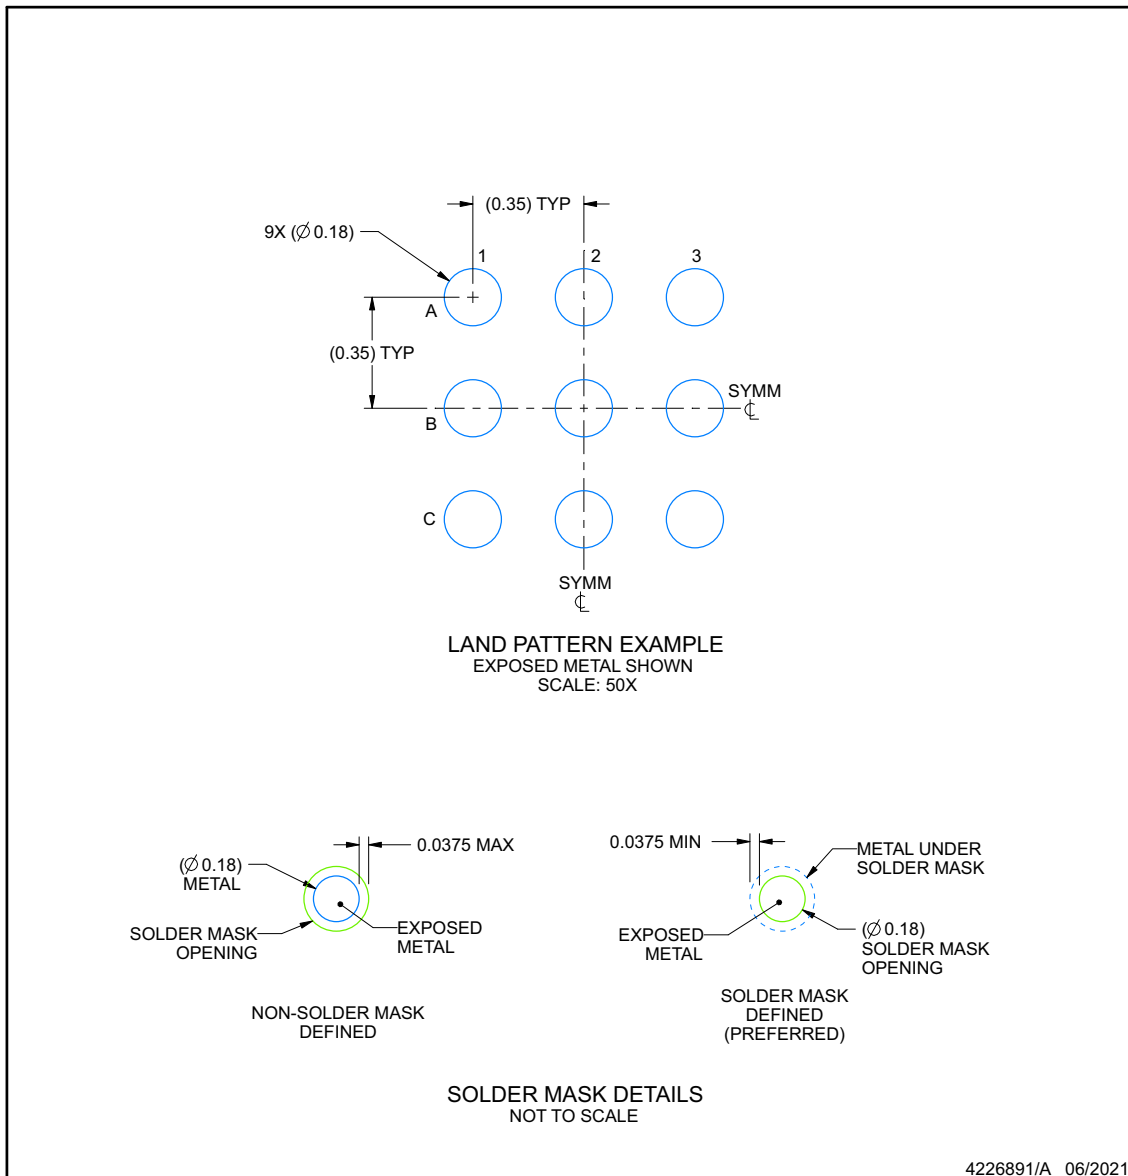 (0.35) TYP
9X (∅ 0.18)
1
2
3
A
(0.35) TYP
SYMM
℄
B
C
SYMM
℄
LAND PATTERN EXAMPLE
EXPOSED METAL SHOWN
SCALE: 50X
(∅ 0.18)
METAL
0.0375 MAX
SOLDER MASK
OPENING
EXPOSED
METAL
NON-SOLDER MASK
DEFINED
0.0375 MIN
METAL UNDER
SOLDER MASK
EXPOSED
METAL
(∅ 0.18)
SOLDER MASK
OPENING
SOLDER MASK
DEFINED
(PREFERRED)
SOLDER MASK DETAILS
NOT TO SCALE
4226891/A 06/2021